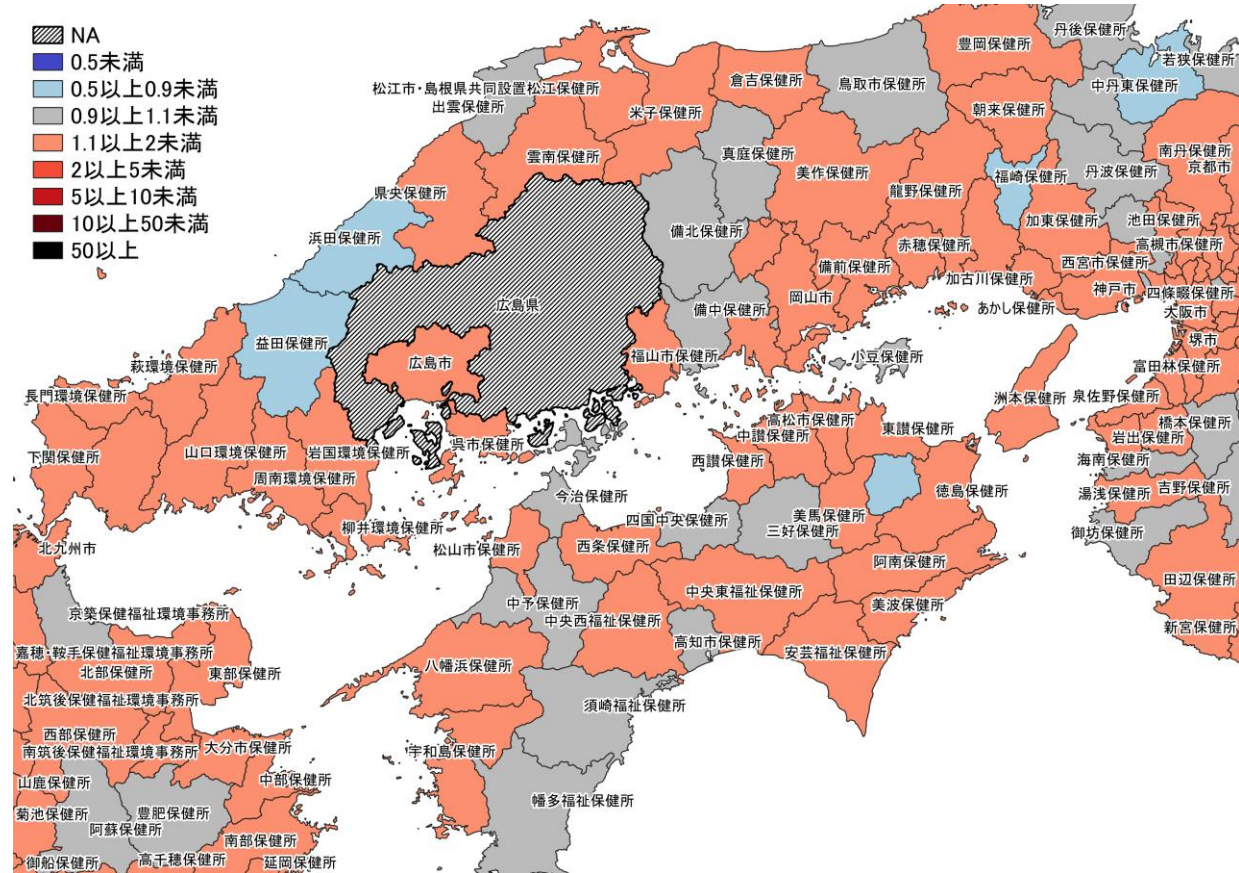 NA
0.5未満
0.5以上0.9未満
0.9以上1.1未満
1.1以上2未満
2以上5未満
5以上10未満
10以上50未満
50以上
丹後保健所
豊岡保健所
若狭保健所
中丹東保健所
倉吉保健所
鳥取市保健所
松江市・島根県共同設置松江保健所
出雲保健所
米子保健所
朝来保健所
南丹保健所
京都市
雲南保健所
真庭保健所
美作保健所
福崎保健所
丹波保健所
県央保健所
龍野保健所
浜田保健所
備北保健所
加東保健所
池田保健所
赤穂保健所
高槻市保健所
備前保健所
西宮市保健所
加古川保健所
神戸市
四條畷保健所
岡山市
広島県
備中保健所
あかし保健所
大阪市
益田保健所
堺市
広島市
福山市保健所
小豆保健所
萩環境保健所
富田林保健所
長門環境保健所
洲本保健所
泉佐野保健所
高松市保健所
東讃保健所
橋本保健所
中讃保健所
岩出保健所
呉市保健所
山口環境保健所
岩国環境保健所
下関保健所
西讃保健所
海南保健所
周南環境保健所
湯浅保健所
吉野保健所
徳島保健所
今治保健所
美馬保健所
四国中央保健所
三好保健所
柳井環境保健所
御坊保健所
北九州市
松山市保健所
西条保健所
阿南保健所
田辺保健所
中央東福祉保健所
中予保健所
美波保健所
京築保健福祉環境事務所
中央西福祉保健所
新宮保健所
高知市保健所
安芸福祉保健所
嘉穂・鞍手保健福祉環境事務所
八幡浜保健所
北部保健所
東部保健所
北筑後保健福祉環境事務所
須崎福祉保健所
西部保健所
大分市保健所
南筑後保健福祉環境事務所
宇和島保健所
山鹿保健所
中部保健所
幡多福祉保健所
菊池保健所
豊肥保健所
阿蘇保健所
南部保健所
御船保健所
高千穂保健所
延岡保健所